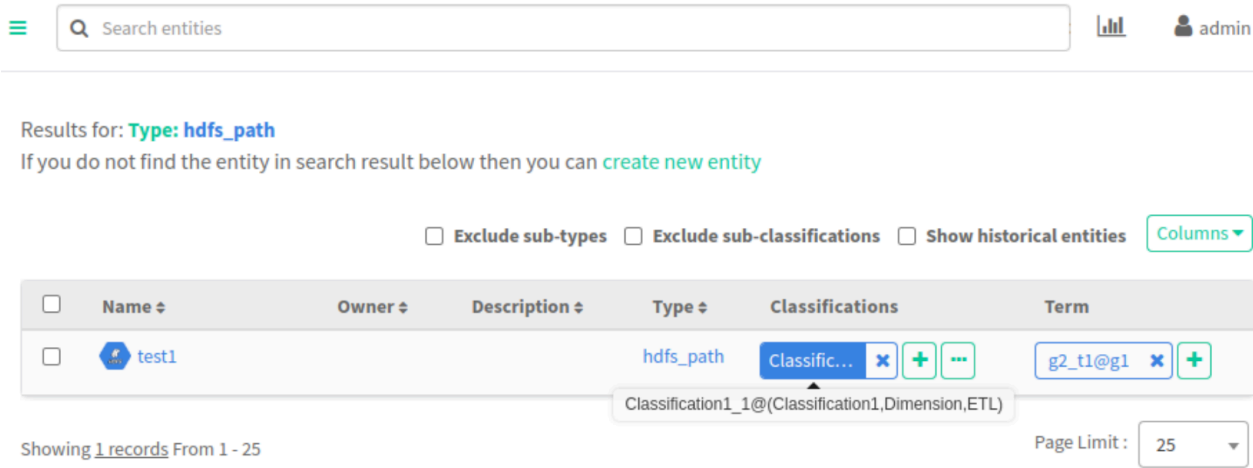 Search entities
admin
Results for: Type: hdfs_path
If you do not find the entity in search result below then you can create new entity
Exclude sub-types Exclude sub-classifications Show historical entities Columns
Name Owner Description Type Classifications Term
test1 hdfs_path Classific... × + ... g2_t1@g1 × +
Classification1_1@(Classification1,Dimension,ETL)
Showing 1 records From 1 - 25
Page Limit : 25